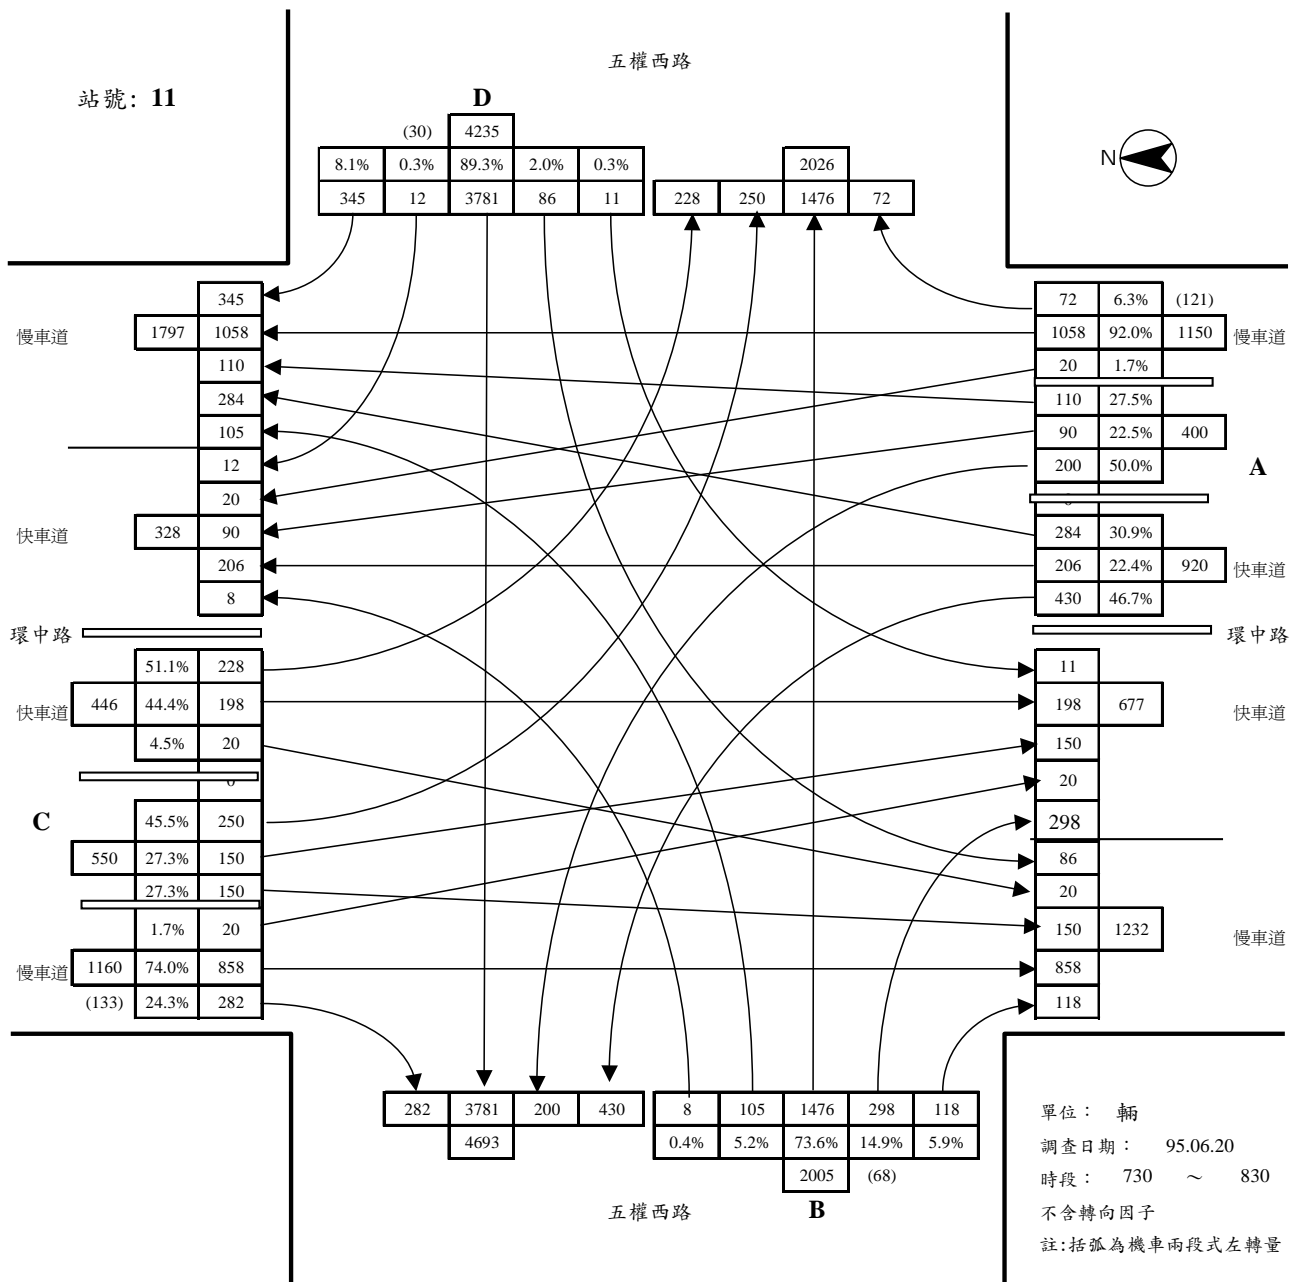 五權西路
站號: 11
D
(30) 4235
8.1% 0.3% 89.3% 2.0% 0.3%
345 12 3781 86 11
2026
228 250 1476 72
N
345
慢車道 1797 1058
110
284
105
12
20
快車道 328 90
206
8
環中路
51.1% 228
快車道 446 44.4% 198
4.5% 20
C
45.5% 250
550 27.3% 150
27.3% 150
1.7% 20
慢車道 1160 74.0% 858
(133) 24.3% 282
72 6.3% (121)
1058 92.0% 1150 慢車道
20 1.7%
110 27.5%
90 22.5% 400
200 50.0%
A
284 30.9%
206 22.4% 920 快車道
430 46.7%
環中路
11
198 677 快車道
150
20
298
86
20
150 1232 慢車道
858
118
282 3781 200 430
4693
8 105 1476 298 118
0.4% 5.2% 73.6% 14.9% 5.9%
2005 (68)
五權西路
B
單位： 輛
調查日期： 95.06.20
時段： 730 ～ 830
不含轉向因子
註:括弧為機車兩段式左轉量